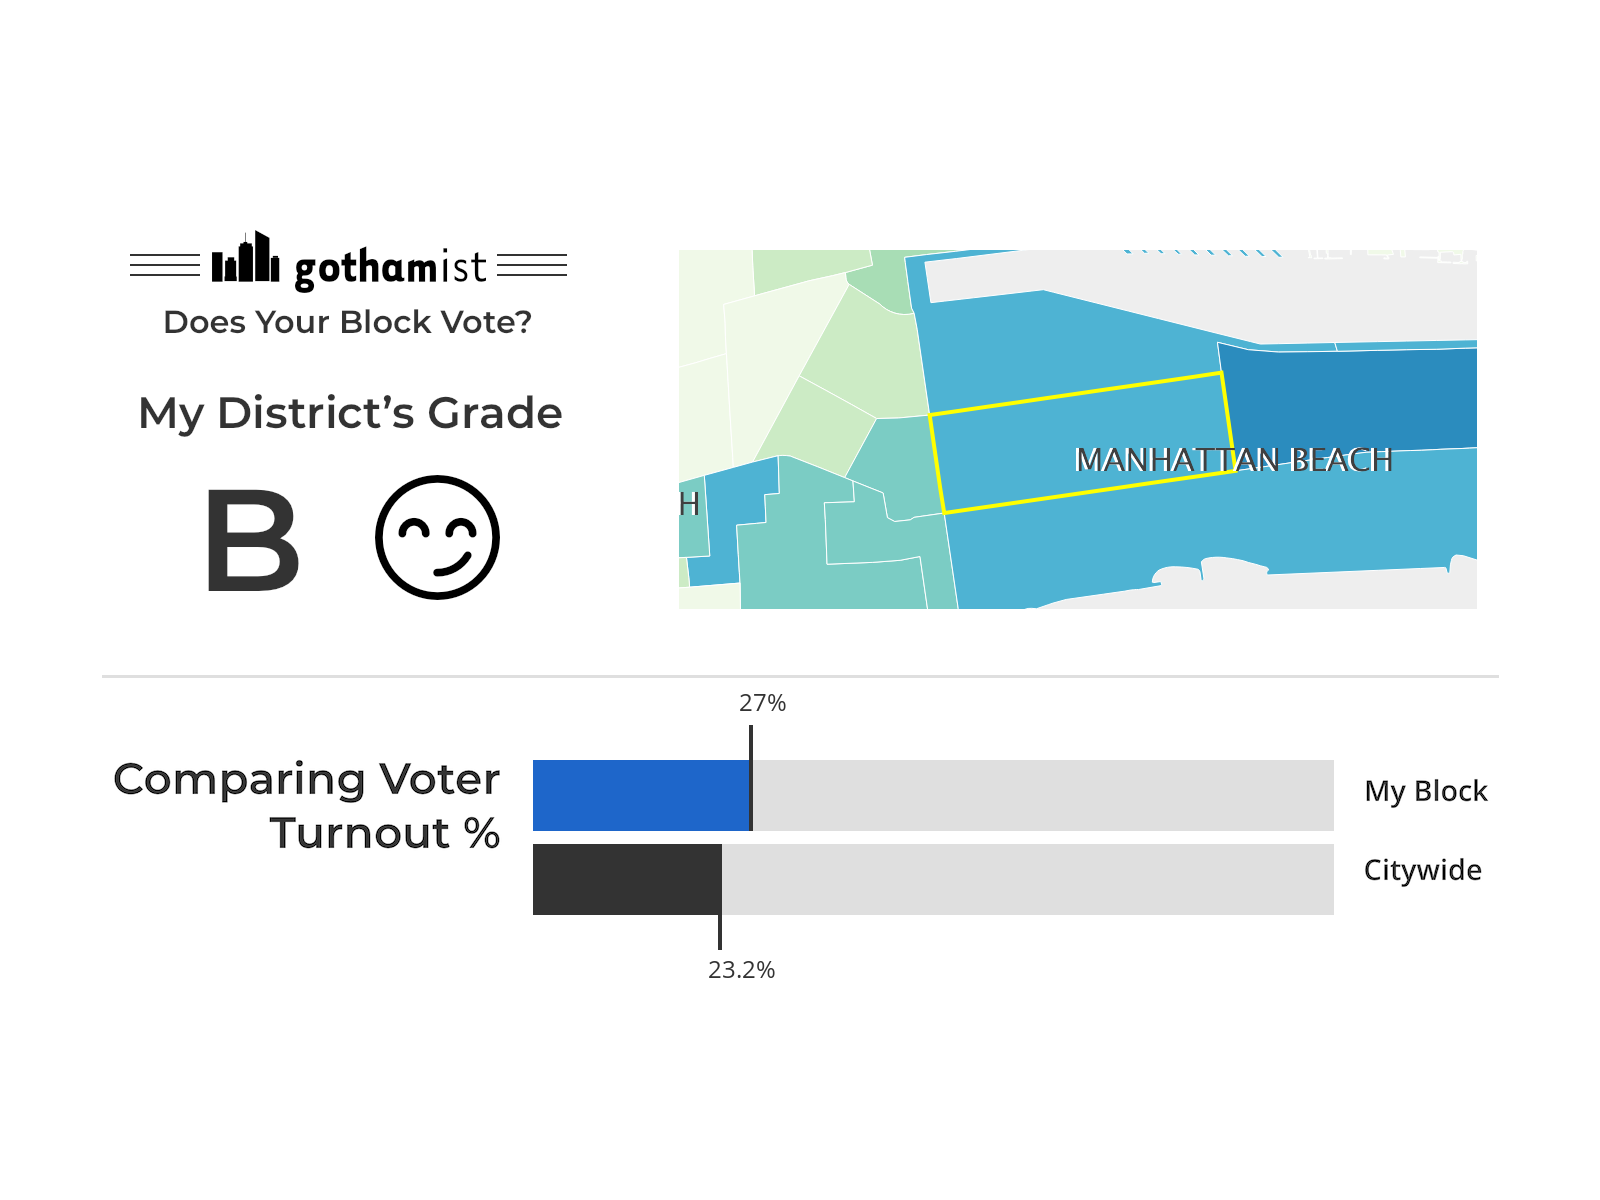 gothamist
Does Your Block Vote?
My District’s Grade
B
MANHATTAN BEACH
H
27%
Comparing Voter
Turnout %
My Block
Citywide
23.2%